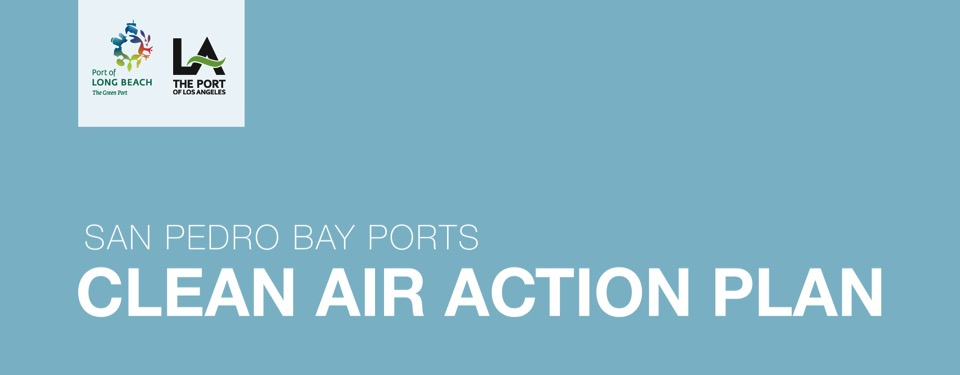 Port of
LONG BEACH
The Green Port
LA
THE PORT
OF LOS ANGELES
SAN PEDRO BAY PORTS
CLEAN AIR ACTION PLAN